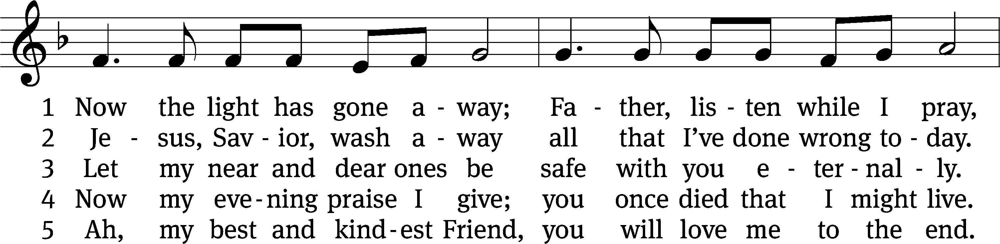 1 Now the light has gone a - way; Fa - ther, lis - ten while I pray,
2 Je - sus, Sav - ior, wash a - way all that I’ve done wrong to - day.
3 Let my near and dear ones be safe with you e - ter - nal - ly.
4 Now my eve - ning praise I give; you once died that I might live.
5 Ah, my best and kind - est Friend, you will love me to the end.